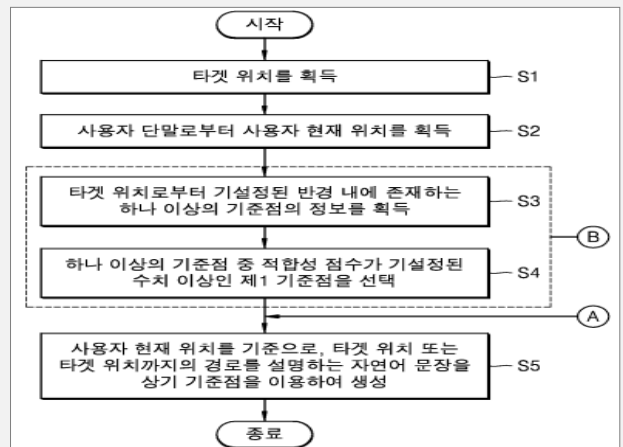 시작
타겟 위치를 획득
S1
사용자 단말로부터 사용자 현재 위치를 획득
S2
타겟 위치로부터 기설정된 반경 내에 존재하는
하나 이상의 기준점의 정보를 획득
S3
B
하나 이상의 기준점 중 적합성 점수가 기설정된
수치 이상인 제1 기준점을 선택
S4
A
사용자 현재 위치를 기준으로, 타겟 위치 또는
타겟 위치까지의 경로를 설명하는 자연어 문장을
상기 기준점을 이용하여 생성
S5
종료